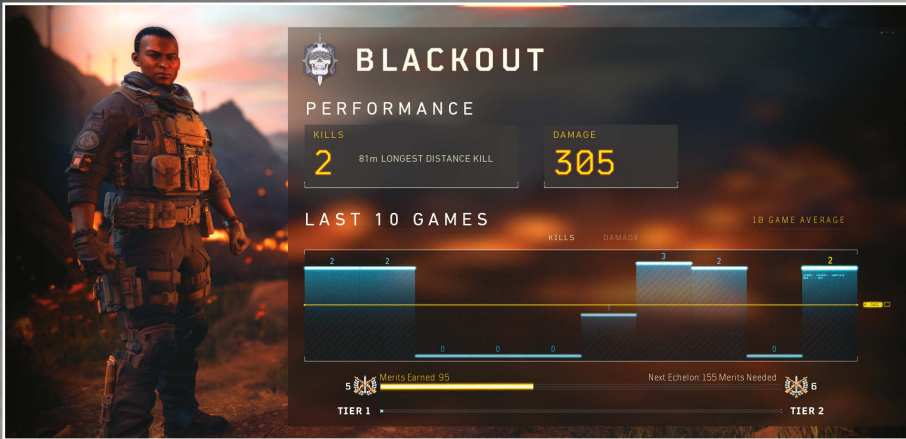 BLACKOUT
PERFORMANCE
KILLS
2
81m LONGEST DISTANCE KILL
DAMAGE
305
LAST 10 GAMES
10 GAME AVERAGE
KILLS DAMAGE
2 2 0 0 0 1 3 2 0 2
5 Merits Earned: 95 Next Echelon: 155 Merits Needed 6
TIER 1 TIER 2